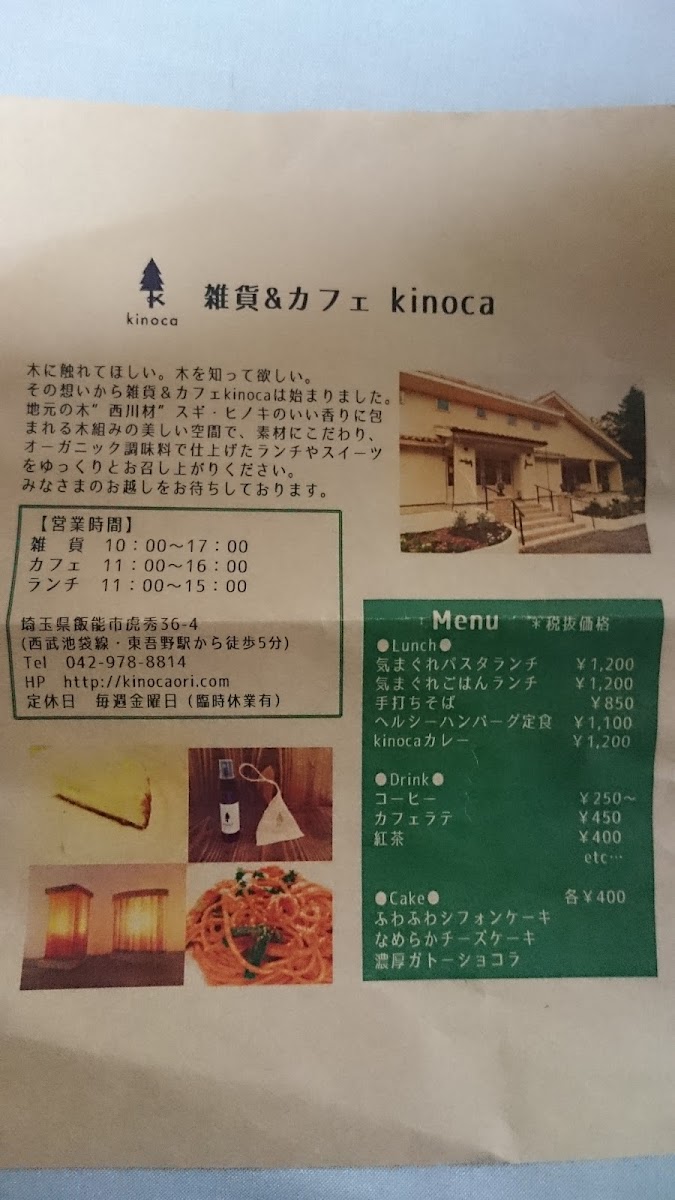 kinoca
雑貨&カフェ kinoca
木に触れてほしい。木を知って欲しい。
その想いから雑貨＆カフェkinocaは始まりました。
地元の木”西川材”スギ・ヒノキのいい香りに包
まれる木組みの美しい空間で、素材にこだわり、
オーガニック調味料で仕上げたランチやスイーツ
をゆっくりとお召し上がりください。
みなさまのお越しをお待ちしております。
【営業時間】
雑　貨　10：00～17：00
カフェ　11：00～16：00
ランチ　11：00～15：00
埼玉県飯能市虎秀36-4
(西武池袋線・東吾野駅から徒歩5分)
Tel　042-978-8814
HP　http://kinocaori.com
定休日　毎週金曜日（臨時休業有）
Menu　＊税抜価格
●Lunch●
気まぐれパスタランチ　￥1,200
気まぐれごはんランチ　￥1,200
手打ちそば　￥850
ヘルシーハンバーグ定食　￥1,100
kinocaカレー　￥1,200
●Drink●
コーヒー　￥250～
カフェラテ　￥450
紅茶　￥400
etc…
●Cake●　各￥400
ふわふわシフォンケーキ
なめらかチーズケーキ
濃厚ガトーショコラ